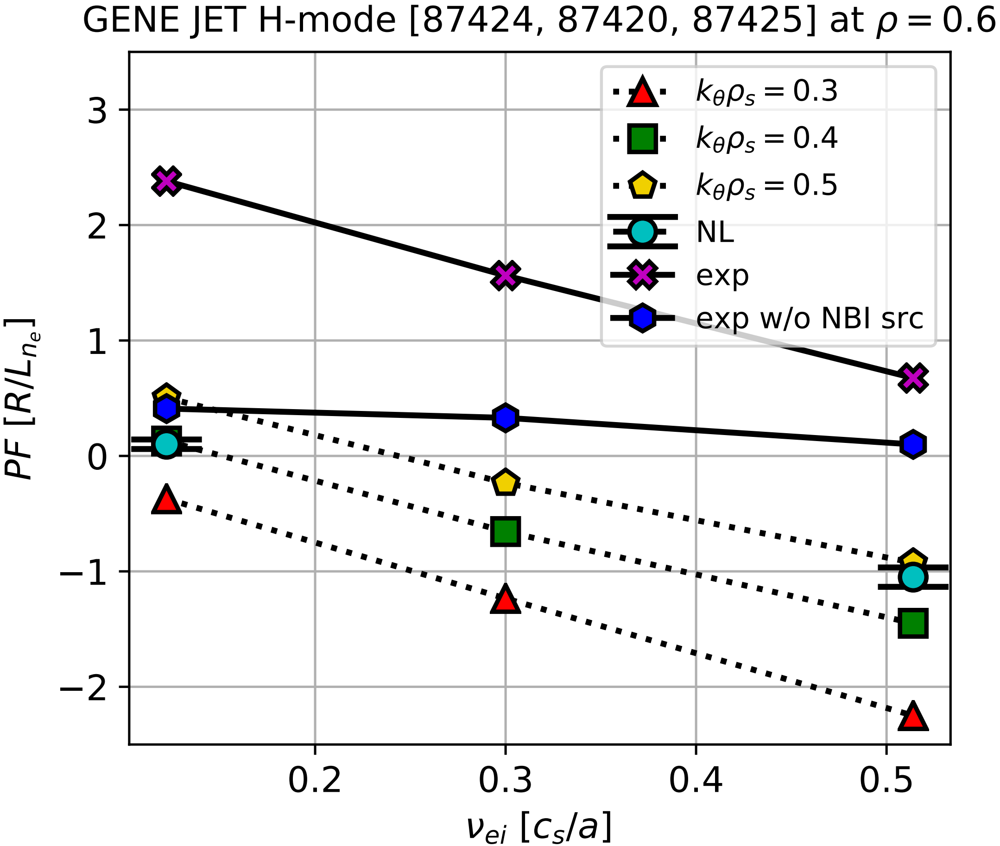 GENE JET H-mode [87424, 87420, 87425] at ρ = 0.6
k_θρ_s = 0.3
k_θρ_s = 0.4
k_θρ_s = 0.5
NL
exp
exp w/o NBI src
3
2
1
0
−1
−2
PF [R/L_{n_e}]
0.2 0.3 0.4 0.5
ν_{ei} [c_s/a]